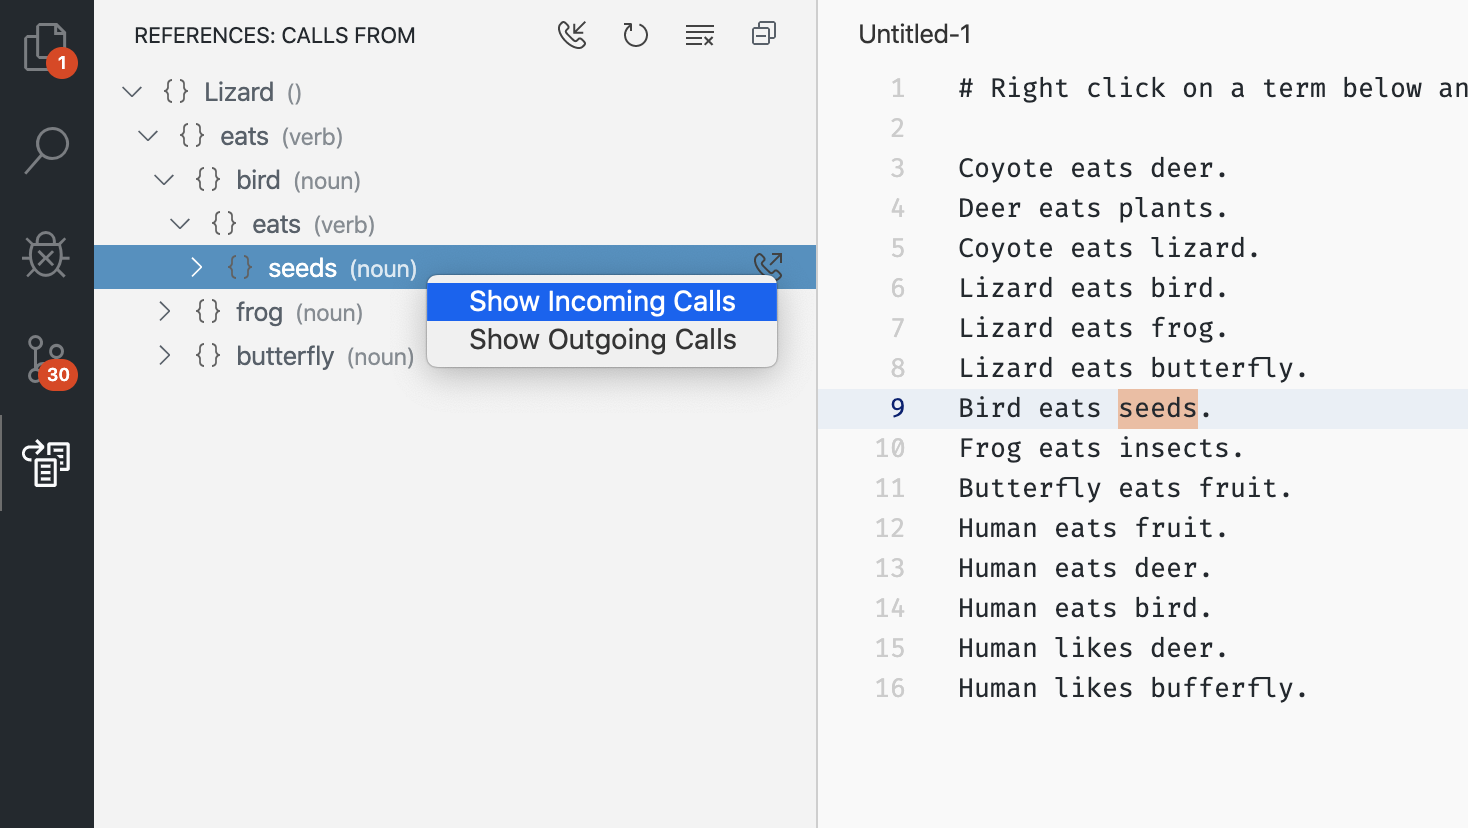 1
30
REFERENCES: CALLS FROM
{} Lizard ()
{} eats (verb)
{} bird (noun)
{} eats (verb)
{} seeds (noun)
{} frog (noun)
{} butterfly (noun)
Show Incoming Calls
Show Outgoing Calls
Untitled-1
1 # Right click on a term below an
2
3 Coyote eats deer.
4 Deer eats plants.
5 Coyote eats lizard.
6 Lizard eats bird.
7 Lizard eats frog.
8 Lizard eats butterfly.
9 Bird eats seeds.
10 Frog eats insects.
11 Butterfly eats fruit.
12 Human eats fruit.
13 Human eats deer.
14 Human eats bird.
15 Human likes deer.
16 Human likes bufferfly.